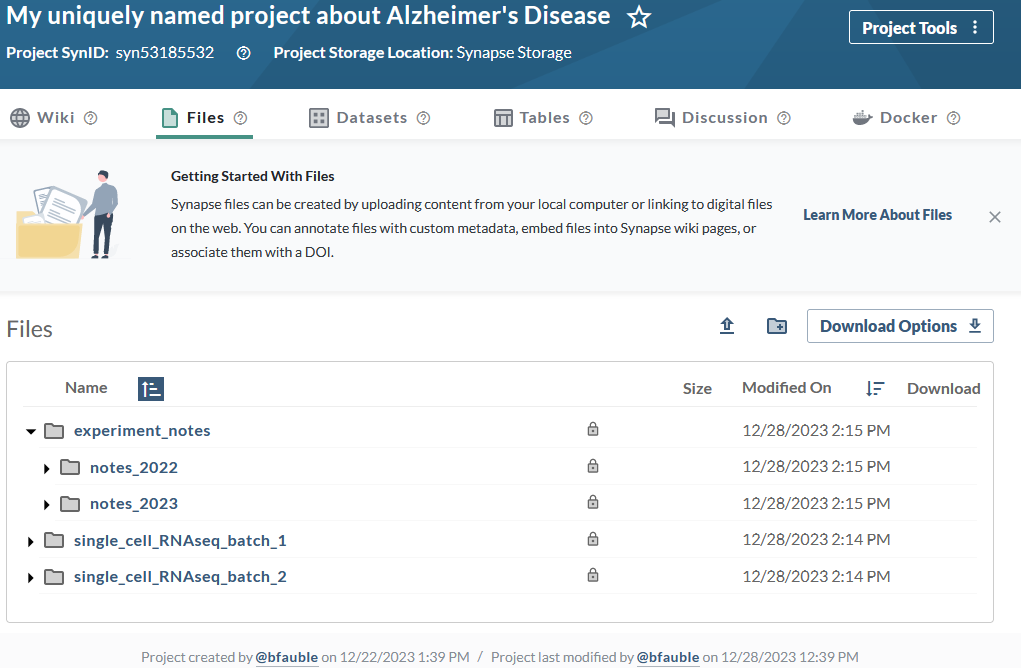 My uniquely named project about Alzheimer's Disease
Project Tools
Project SynID: syn53185532 Project Storage Location: Synapse Storage
Wiki Files Datasets Tables Discussion Docker
Getting Started With Files
Synapse files can be created by uploading content from your local computer or linking to digital files
on the web. You can annotate files with custom metadata, embed files into Synapse wiki pages, or
associate them with a DOI.
Learn More About Files
Files
Download Options
Name Size Modified On Download
experiment_notes 12/28/2023 2:15 PM
notes_2022 12/28/2023 2:15 PM
notes_2023 12/28/2023 2:15 PM
single_cell_RNAseq_batch_1 12/28/2023 2:14 PM
single_cell_RNAseq_batch_2 12/28/2023 2:14 PM
Project created by @bfauble on 12/22/2023 1:39 PM / Project last modified by @bfauble on 12/28/2023 12:39 PM